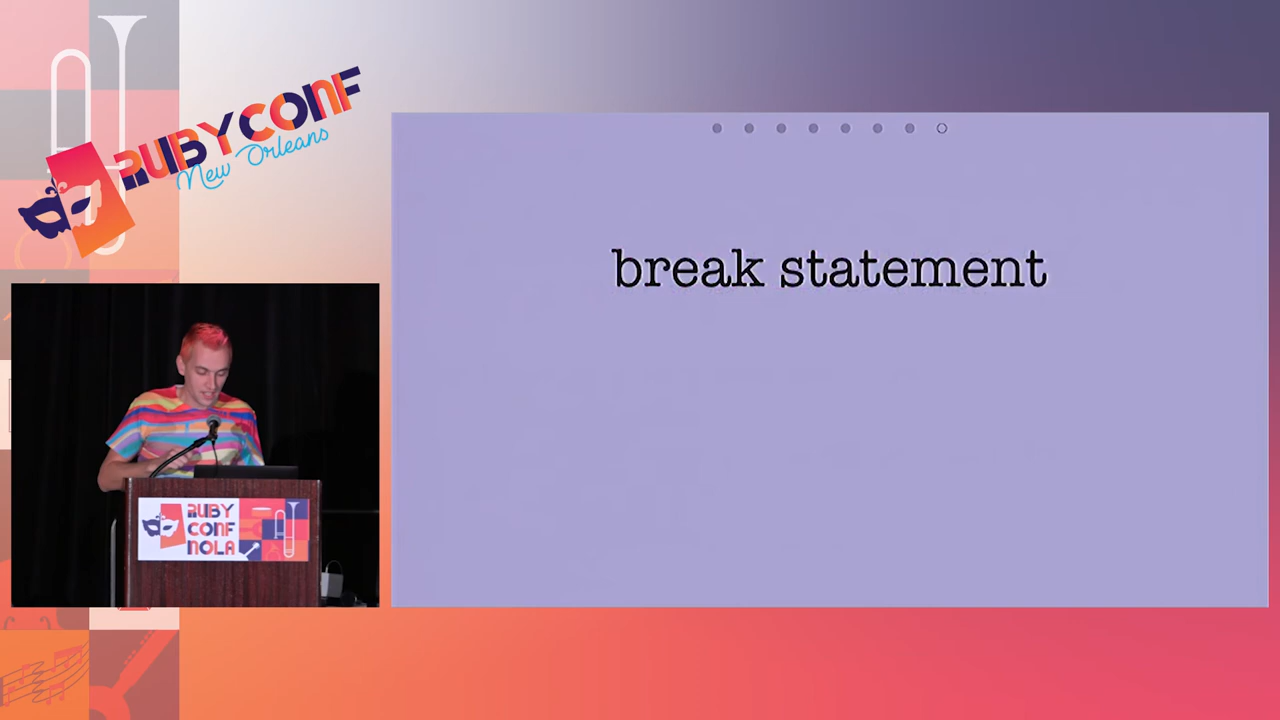 RUBYCONF
New Orleans
break statement
RUBY
CONF
NOLA